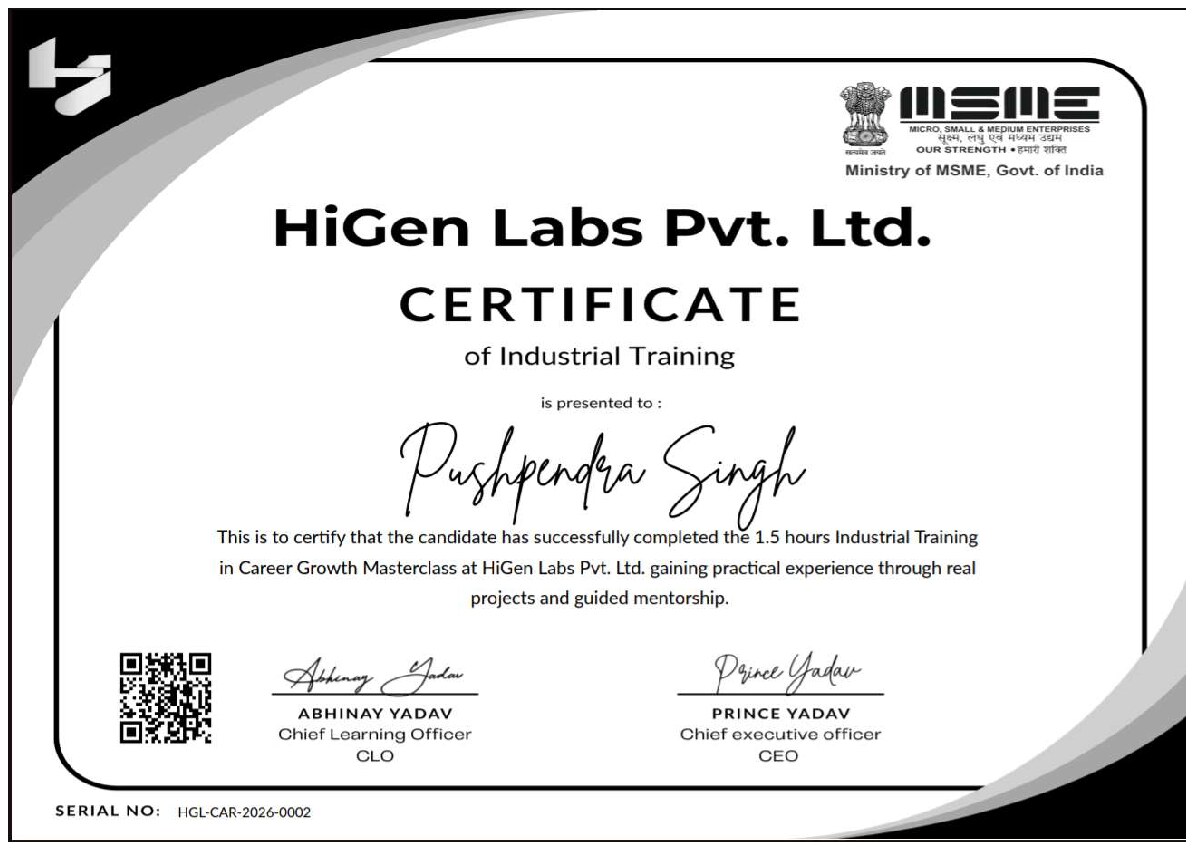 MSME
MICRO, SMALL & MEDIUM ENTERPRISES
सूक्ष्म, लघु एवं मध्यम उद्यम
OUR STRENGTH • हमारी शक्ति
सत्यमेव जयते
Ministry of MSME, Govt. of India
HiGen Labs Pvt. Ltd.
CERTIFICATE
of Industrial Training
is presented to :
Pushpendra Singh
This is to certify that the candidate has successfully completed the 1.5 hours Industrial Training
in Career Growth Masterclass at HiGen Labs Pvt. Ltd. gaining practical experience through real
projects and guided mentorship.
Abhinay Yadav
ABHINAY YADAV
Chief Learning Officer
CLO
Prince Yadav
PRINCE YADAV
Chief executive officer
CEO
SERIAL NO: HGL-CAR-2026-0002